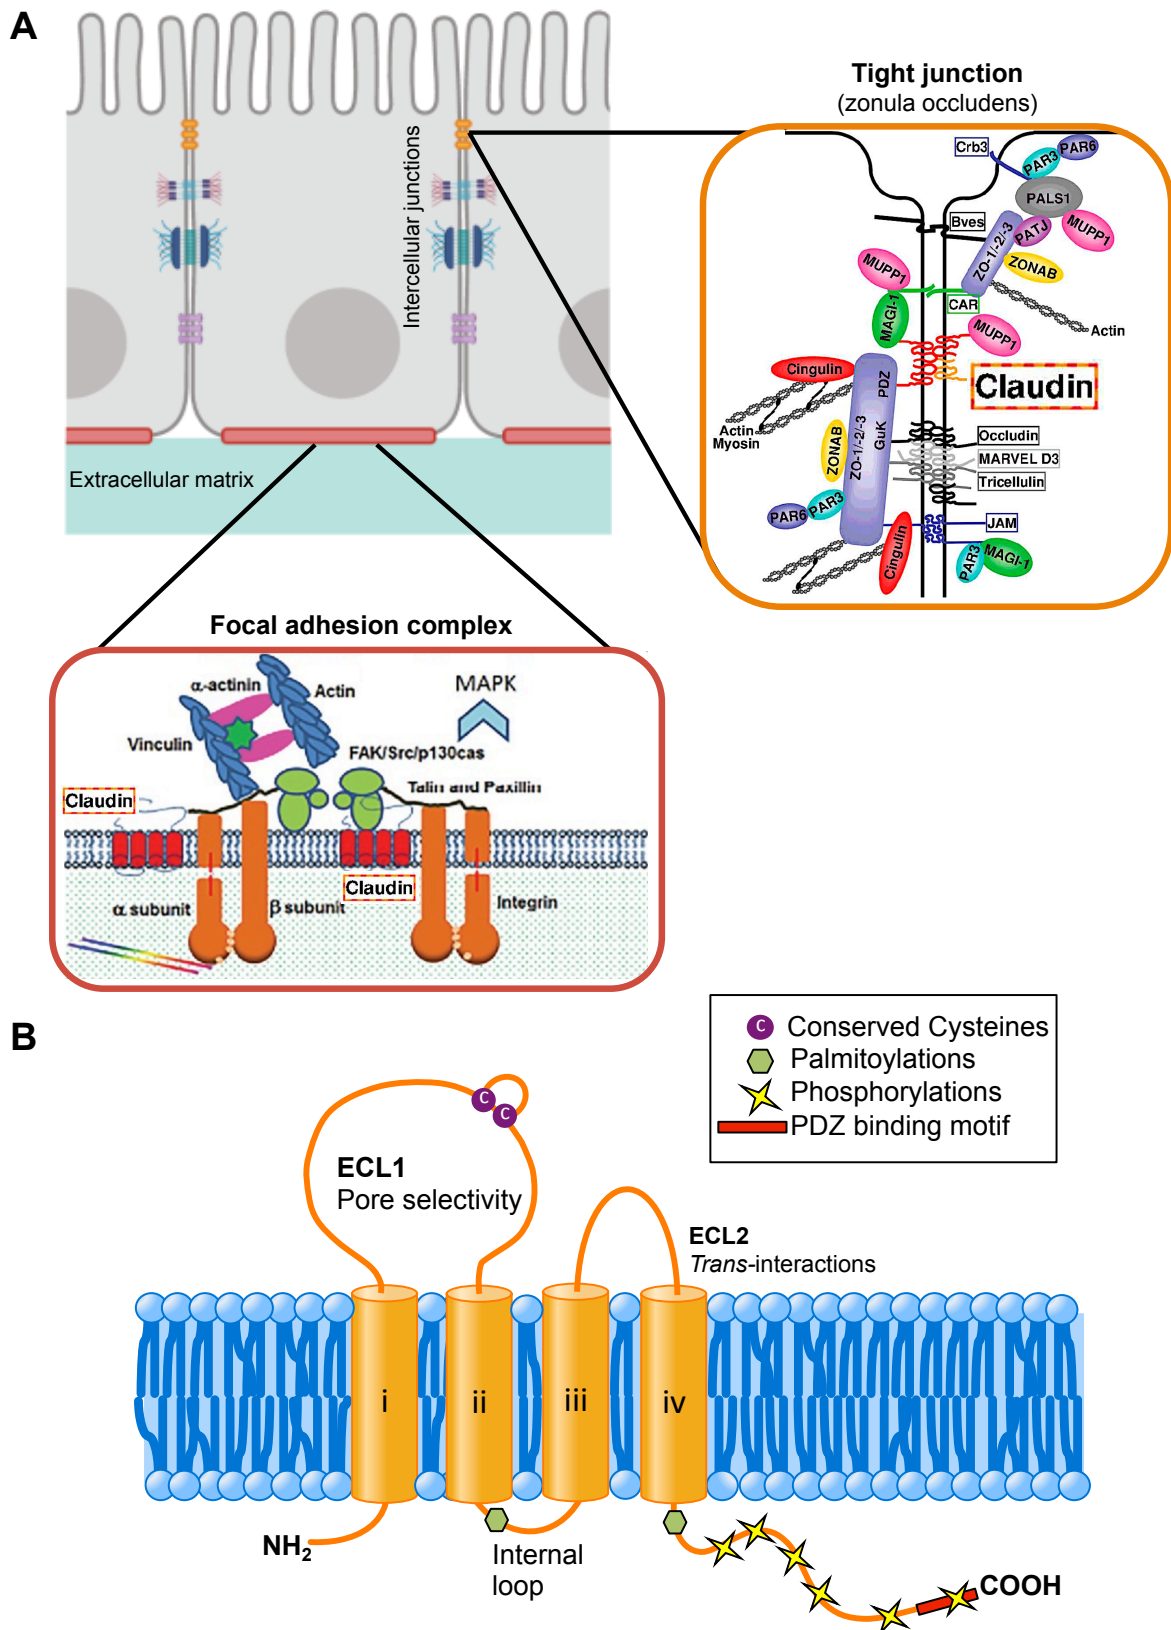 A
Intercellular junctions
Extracellular matrix
Tight junction
(zonula occludens)
Crb3
PAR3
PAR6
PALS1
Bves
ZO-1/-2/-3
PATJ
MUPP1
ZONAB
MUPP1
MAGI-1
CAR
Actin
MUPP1
Cingulin
PDZ
Claudin
Actin
Myosin
ZONAB
ZO-1/-2/-3
GuK
Occludin
MARVEL D3
Tricellulin
PAR6
PAR3
JAM
Cingulin
PAR3
MAGI-1
Focal adhesion complex
α-actinin
Actin
MAPK
Vinculin
FAK/Src/p130cas
Claudin
Talin and Paxillin
Claudin
α subunit
β subunit
Integrin
B
C Conserved Cysteines
Palmitoylations
Phosphorylations
PDZ binding motif
C
C
ECL1
Pore selectivity
ECL2
Trans-interactions
i
ii
iii
iv
NH2
Internal
loop
COOH